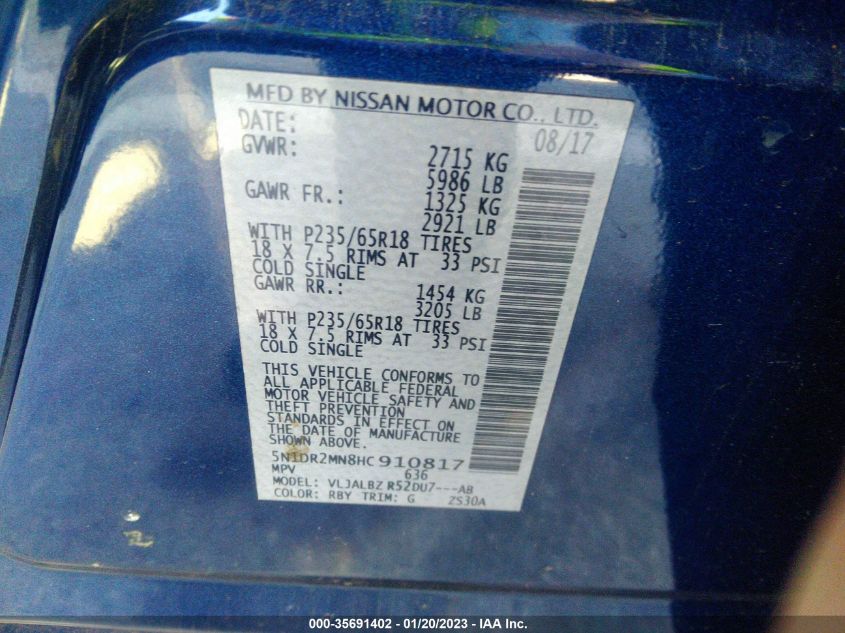 MFD BY NISSAN MOTOR CO., LTD.
DATE: 08/17
GVWR: 2715 KG
5986 LB
GAWR FR.: 1325 KG
2921 LB
WITH P235/65R18 TIRES
18 X 7.5 RIMS AT 33 PSI
COLD SINGLE
GAWR RR.: 1454 KG
3205 LB
WITH P235/65R18 TIRES
18 X 7.5 RIMS AT 33 PSI
COLD SINGLE
THIS VEHICLE CONFORMS TO
ALL APPLICABLE FEDERAL
MOTOR VEHICLE SAFETY AND
THEFT PREVENTION
STANDARDS IN EFFECT ON
THE DATE OF MANUFACTURE
SHOWN ABOVE.
5N1DR2MN8HC910817
MPV 636
MODEL: VLJALBZ R52DU7---AB
COLOR: RBY TRIM: G ZS30A
000-35691402 - 01/20/2023 - IAA Inc.